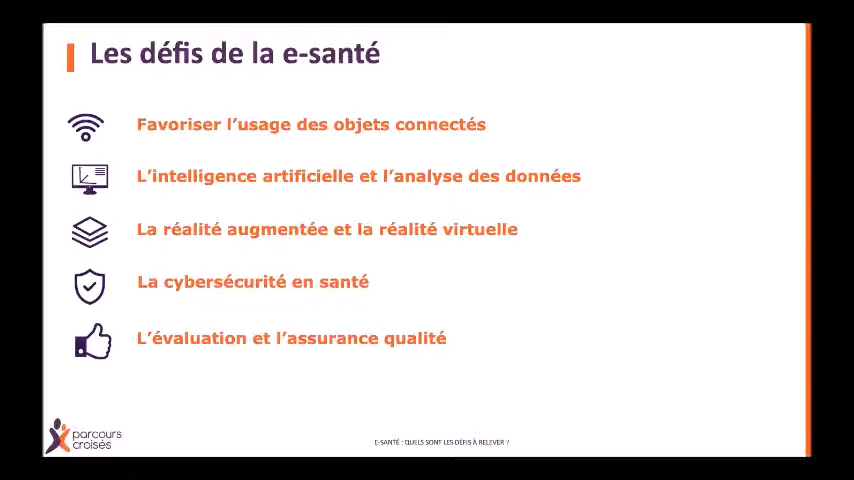 Les défis de la e-santé
Favoriser l’usage des objets connectés
L’intelligence artificielle et l’analyse des données
La réalité augmentée et la réalité virtuelle
La cybersécurité en santé
L’évaluation et l’assurance qualité
parcours
croisés
E-SANTÉ : QUELS SONT LES DÉFIS À RELEVER ?